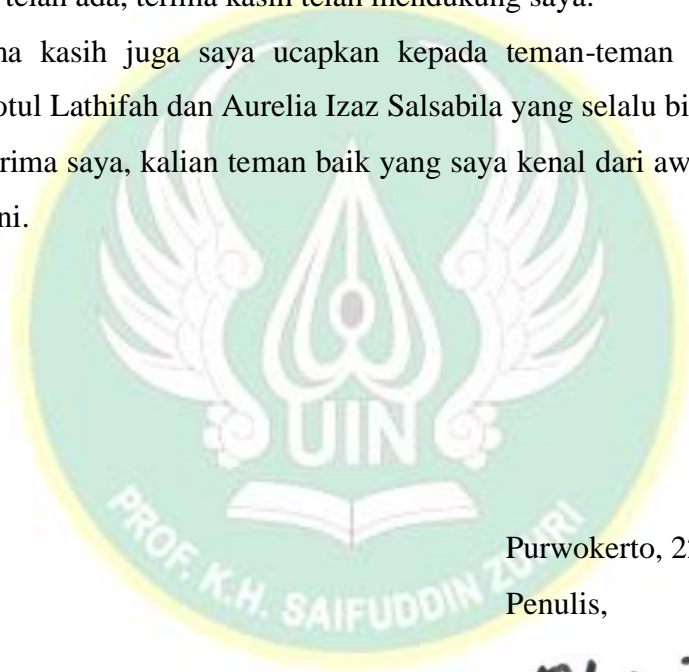 telah ada, terima kasih telah mendukung saya.
kasih juga saya ucapkan kepada teman-teman
Lathifah dan Aurelia Izaz Salsabila yang selalu
saya, kalian teman baik yang saya kenal dari
UIN
PROF. K.H. SAIFUDDIN ZUHRI
Purwokerto,
Penulis,